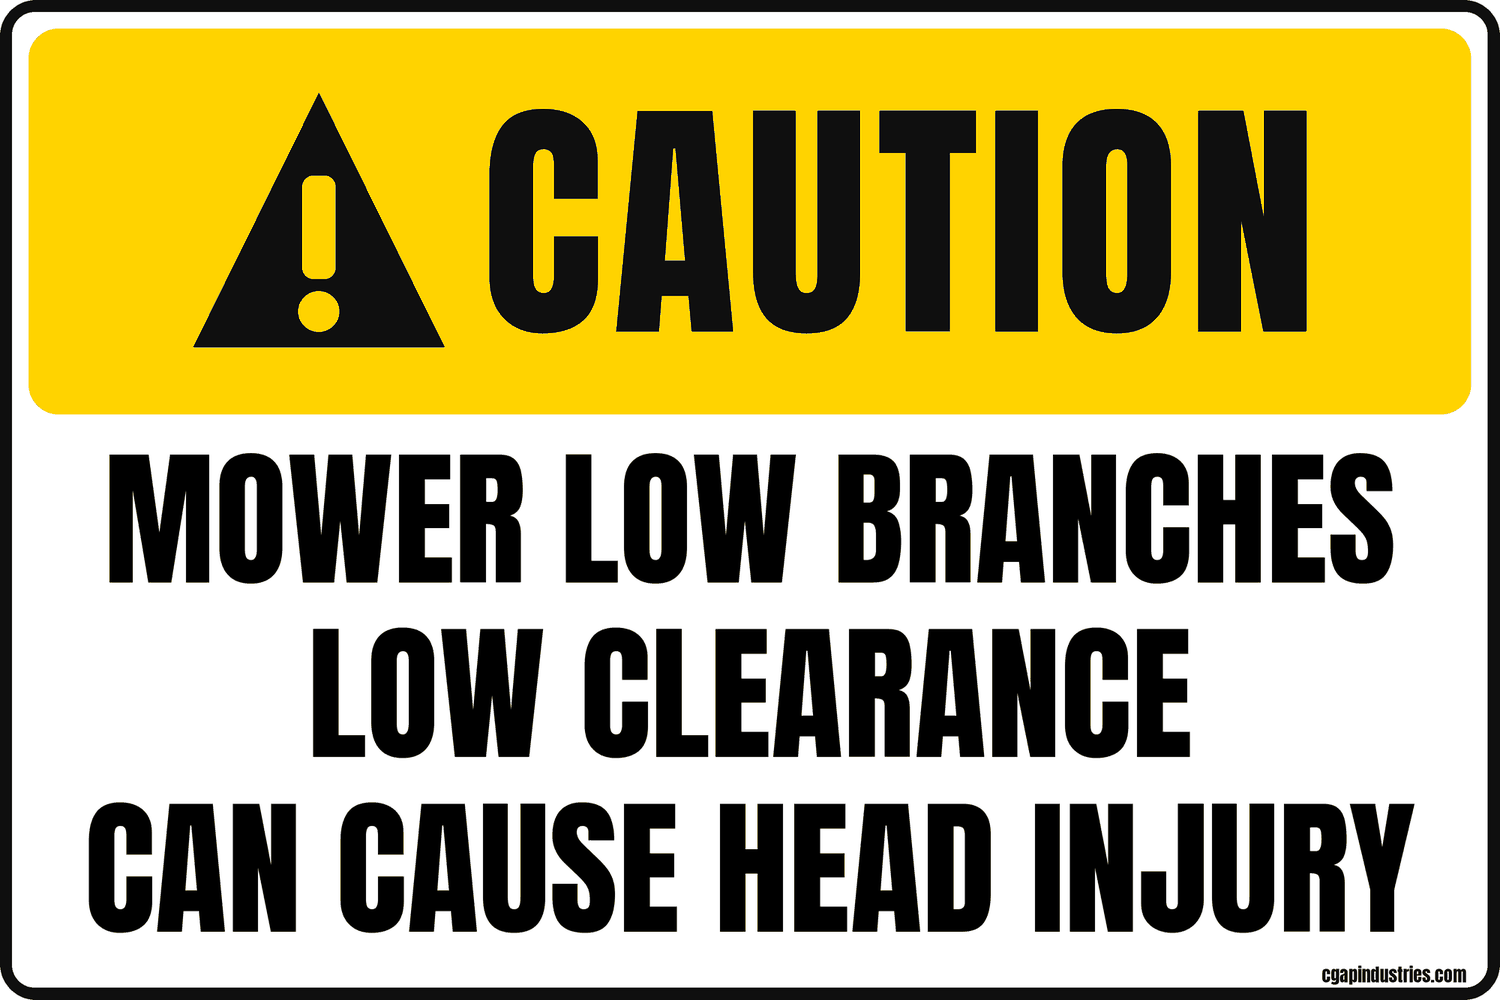 CAUTION
MOWER LOW BRANCHES
LOW CLEARANCE
CAN CAUSE HEAD INJURY
cgapindustries.com